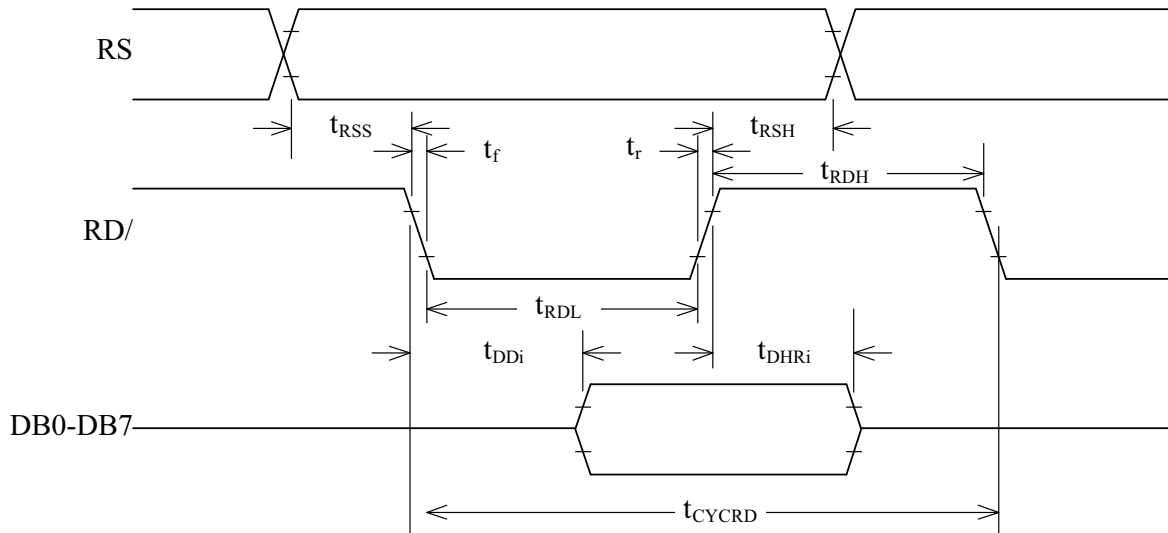 RS
tRSS
tRSH
tf
tr
tRDH
RD/
tRDL
tDDi
tDHRi
DB0-DB7
tCYCRD